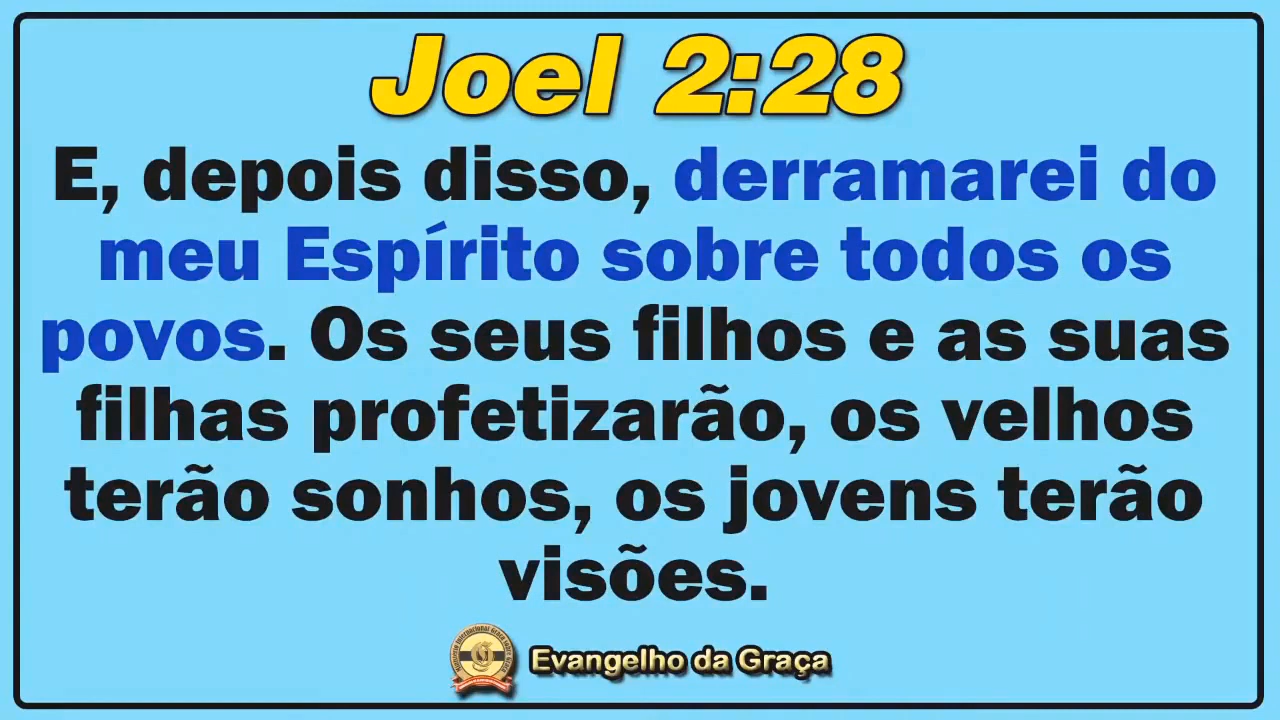 Joel 2:28
E, depois disso, derramarei do
meu Espírito sobre todos os
povos. Os seus filhos e as suas
filhas profetizarão, os velhos
terão sonhos, os jovens terão
visões.
Evangelho da Graça